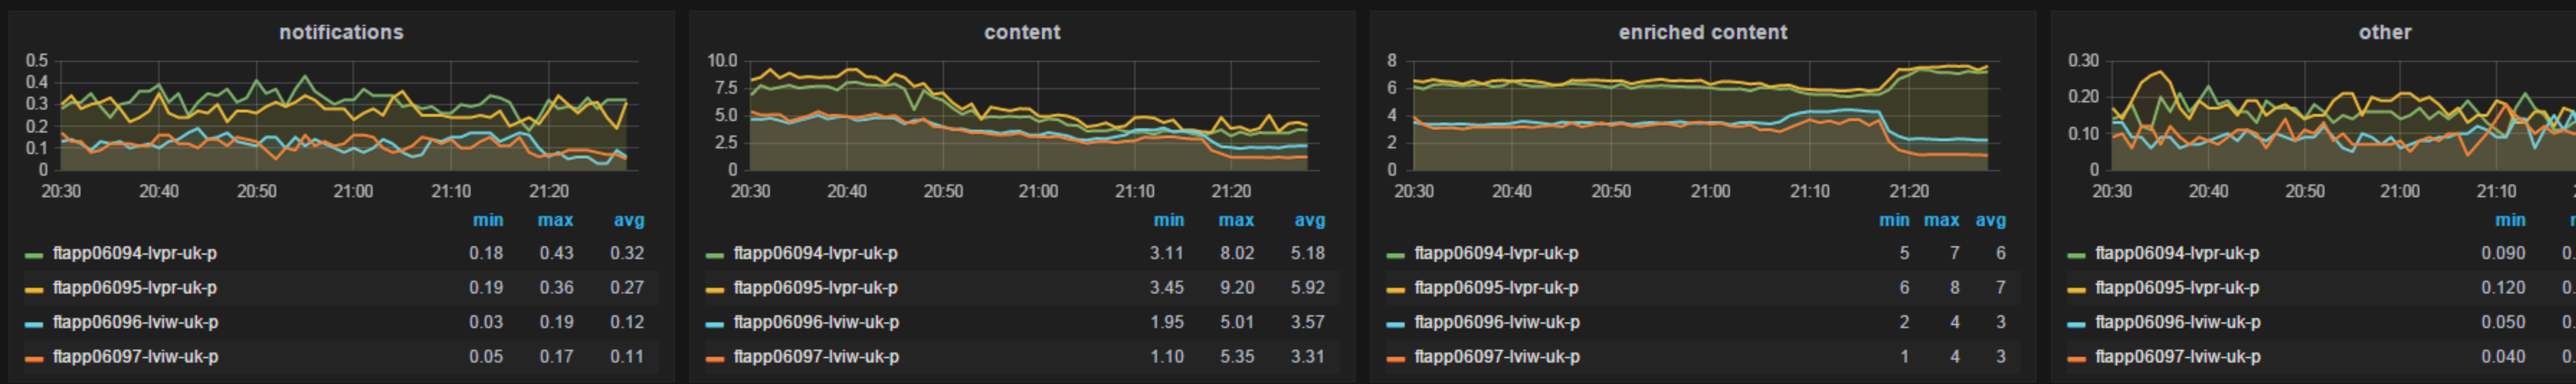 notifications
0.5
0.4
0.3
0.2
0.1
0
20:30 20:40 20:50 21:00 21:10 21:20
min max avg
ftapp06094-lvpr-uk-p 0.18 0.43 0.32
ftapp06095-lvpr-uk-p 0.19 0.36 0.27
ftapp06096-lviw-uk-p 0.03 0.19 0.12
ftapp06097-lviw-uk-p 0.05 0.17 0.11
content
10.0
7.5
5.0
2.5
0
20:30 20:40 20:50 21:00 21:10 21:20
min max avg
ftapp06094-lvpr-uk-p 3.11 8.02 5.18
ftapp06095-lvpr-uk-p 3.45 9.20 5.92
ftapp06096-lviw-uk-p 1.95 5.01 3.57
ftapp06097-lviw-uk-p 1.10 5.35 3.31
enriched content
8
6
4
2
0
20:30 20:40 20:50 21:00 21:10 21:20
min max avg
ftapp06094-lvpr-uk-p 5 7 6
ftapp06095-lvpr-uk-p 6 8 7
ftapp06096-lviw-uk-p 2 4 3
ftapp06097-lviw-uk-p 1 4 3
other
0.30
0.20
0.10
0
20:30 20:40 20:50 21:00 21:10
min
ftapp06094-lvpr-uk-p 0.090 0.
ftapp06095-lvpr-uk-p 0.120 0.
ftapp06096-lviw-uk-p 0.050 0.
ftapp06097-lviw-uk-p 0.040 0.